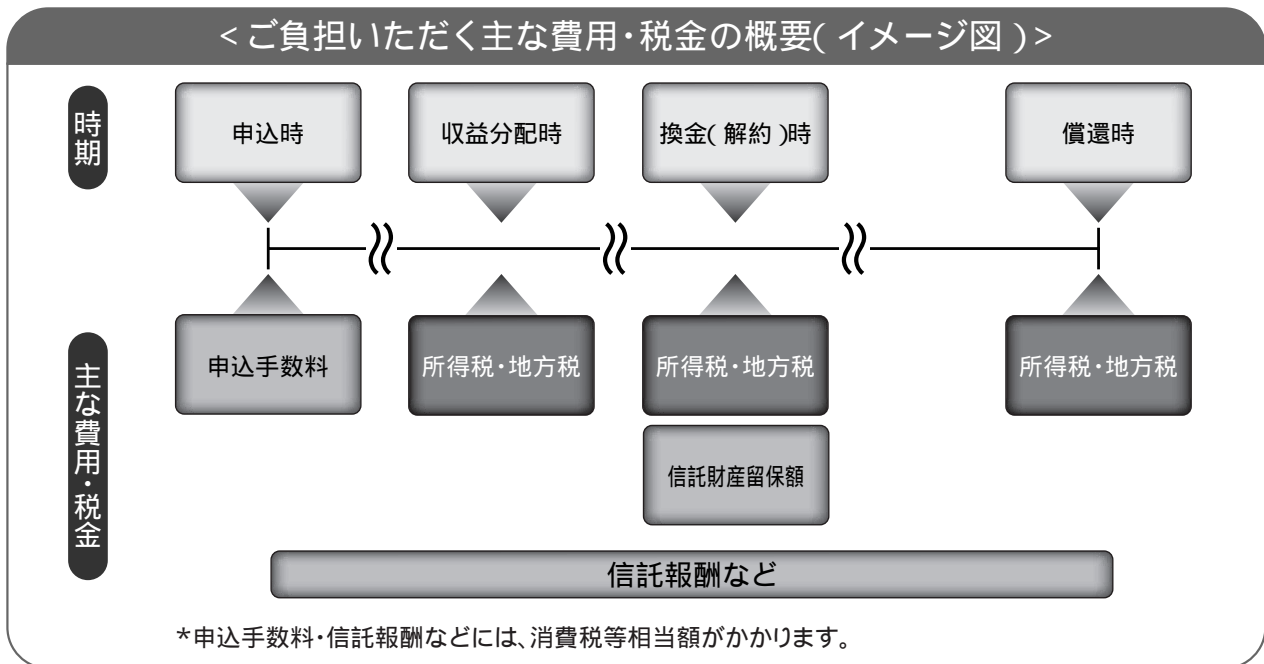 <ご負担いただく主な費用・税金の概要(イメージ図)>
時期
申込時
収益分配時
換金(解約)時
償還時
主な費用・税金
申込手数料
所得税・地方税
所得税・地方税
所得税・地方税
信託財産留保額
信託報酬など
*申込手数料・信託報酬などには、消費税等相当額がかかります。